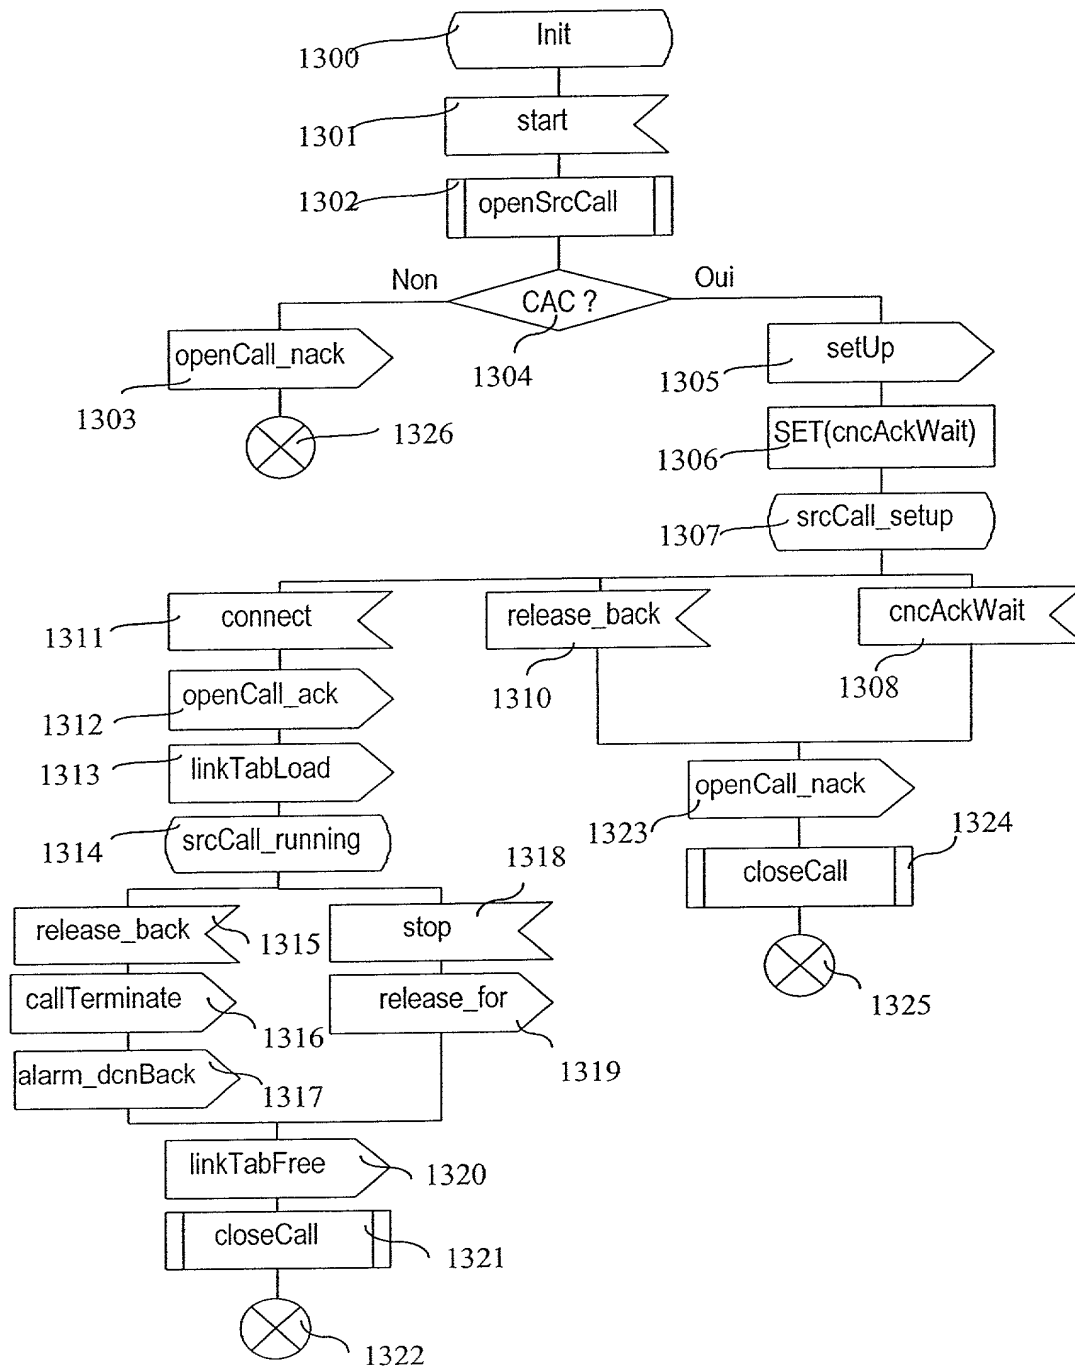 Init
1300
start
1301
openSrcCall
1302
Non
Oui
CAC ?
1304
openCall_nack
1303
1326
setUp
1305
SET(cncAckWait)
1306
srcCall_setup
1307
connect
1311
release_back
1310
cncAckWait
1308
openCall_ack
1312
linkTabLoad
1313
srcCall_running
1314
openCall_nack
1323
1324
closeCall
1325
1318
release_back
1315
stop
callTerminate
1316
release_for
1319
alarm_dcnBack
1317
linkTabFree
1320
closeCall
1321
1322